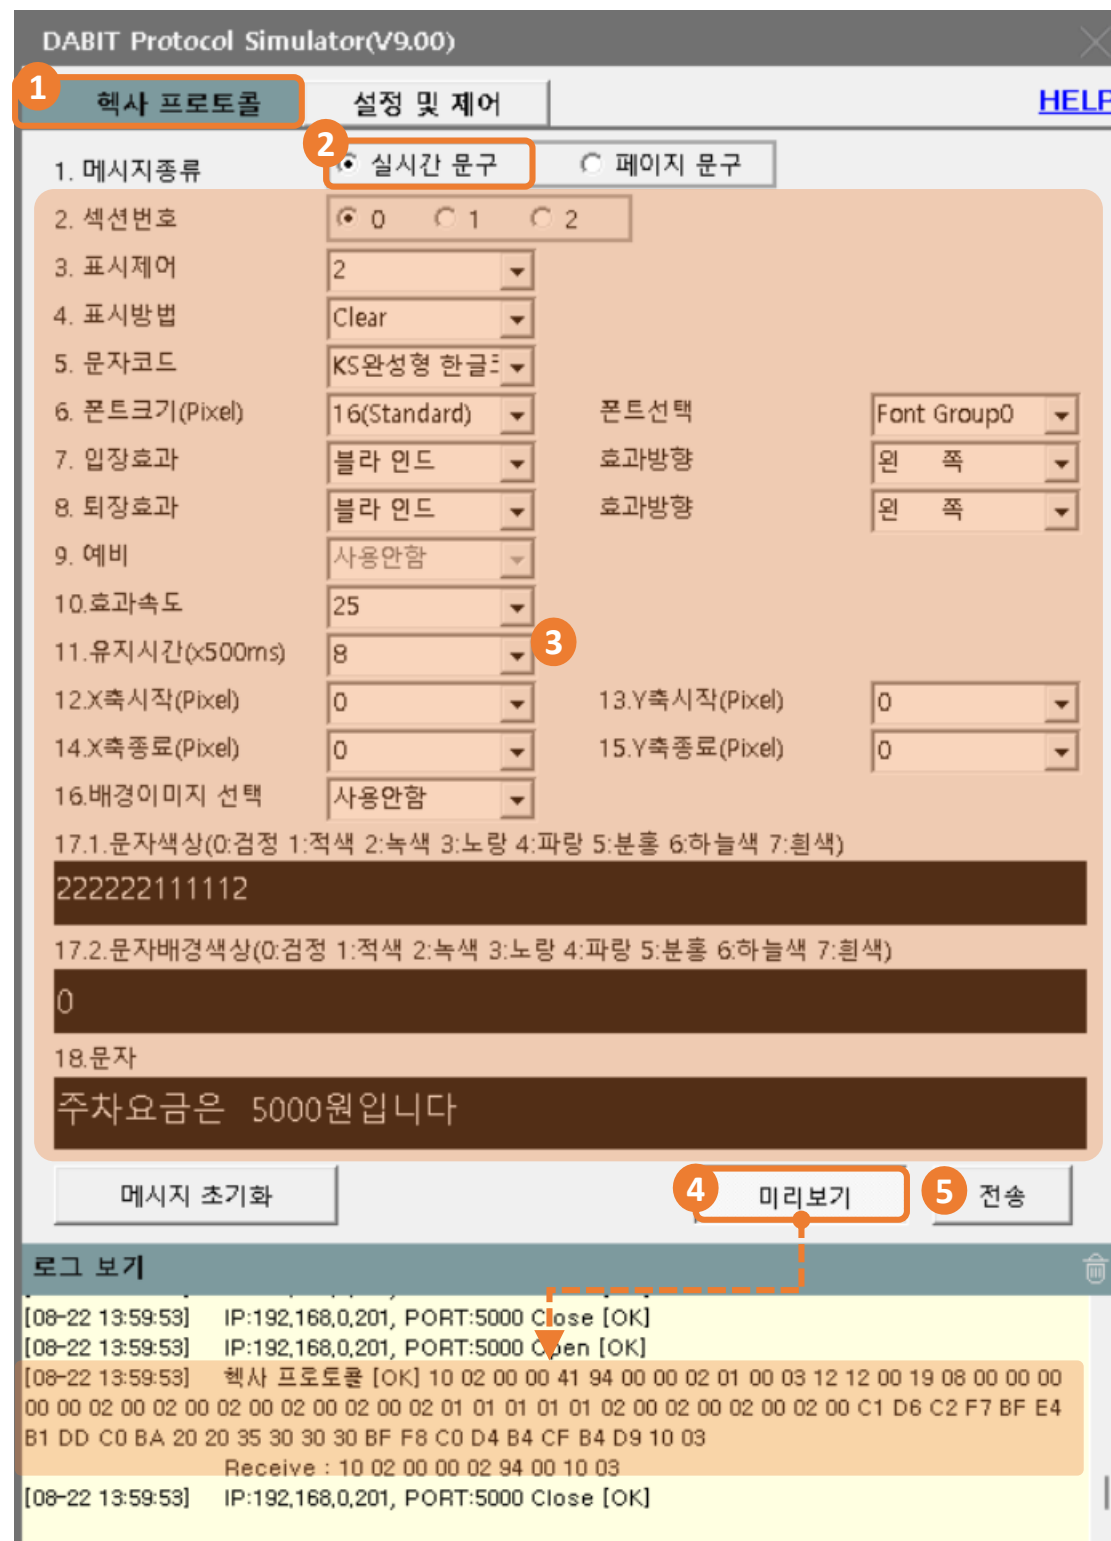 DABIT Protocol Simulator(V9.00)
1 헥사 프로토콜 설정 및 제어 HELP
2
1. 메시지종류 실시간 문구 페이지 문구
2. 섹션번호 0 1 2
3. 표시제어 2
4. 표시방법 Clear
5. 문자코드 KS완성형 한글
6. 폰트크기(Pixel) 16(Standard) 폰트선택 Font Group0
7. 입장효과 블라 인드 효과방향 왼 쪽
8. 퇴장효과 블라 인드 효과방향 왼 쪽
9. 예비 사용안함
10.효과속도 25
11.유지시간(x500ms) 8 3
12.X축시작(Pixel) 0 13.Y축시작(Pixel) 0
14.X축종료(Pixel) 0 15.Y축종료(Pixel) 0
16.배경이미지 선택 사용안함
17.1.문자색상(0:검정 1:적색 2:녹색 3:노랑 4:파랑 5:분홍 6:하늘색 7:흰색)
222222111112
17.2.문자배경색상(0:검정 1:적색 2:녹색 3:노랑 4:파랑 5:분홍 6:하늘색 7:흰색)
0
18.문자
주차요금은 5000원입니다
메시지 초기화 4 미리보기 5 전송
로그 보기
[08-22 13:59:53] IP:192,168,0,201, PORT:5000 Close [OK]
[08-22 13:59:53] IP:192,168,0,201, PORT:5000 Open [OK]
[08-22 13:59:53] 헥사 프로토콜 [OK] 10 02 00 00 41 94 00 00 02 01 00 03 12 12 00 19 08 00 00 00
00 00 02 00 02 00 02 00 02 00 02 00 02 01 01 01 01 01 02 00 02 00 02 00 02 00 C1 D6 C2 F7 BF E4
B1 DD C0 BA 20 20 35 30 30 30 BF F8 C0 D4 B4 CF B4 D9 10 03
Receive : 10 02 00 00 02 94 00 10 03
[08-22 13:59:53] IP:192,168,0,201, PORT:5000 Close [OK]